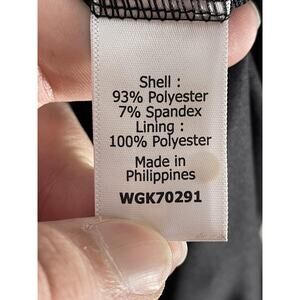 Shell :
93% Polyester
7% Spandex
Lining :
100% Polyester
Made in
Philippines
WGK70291